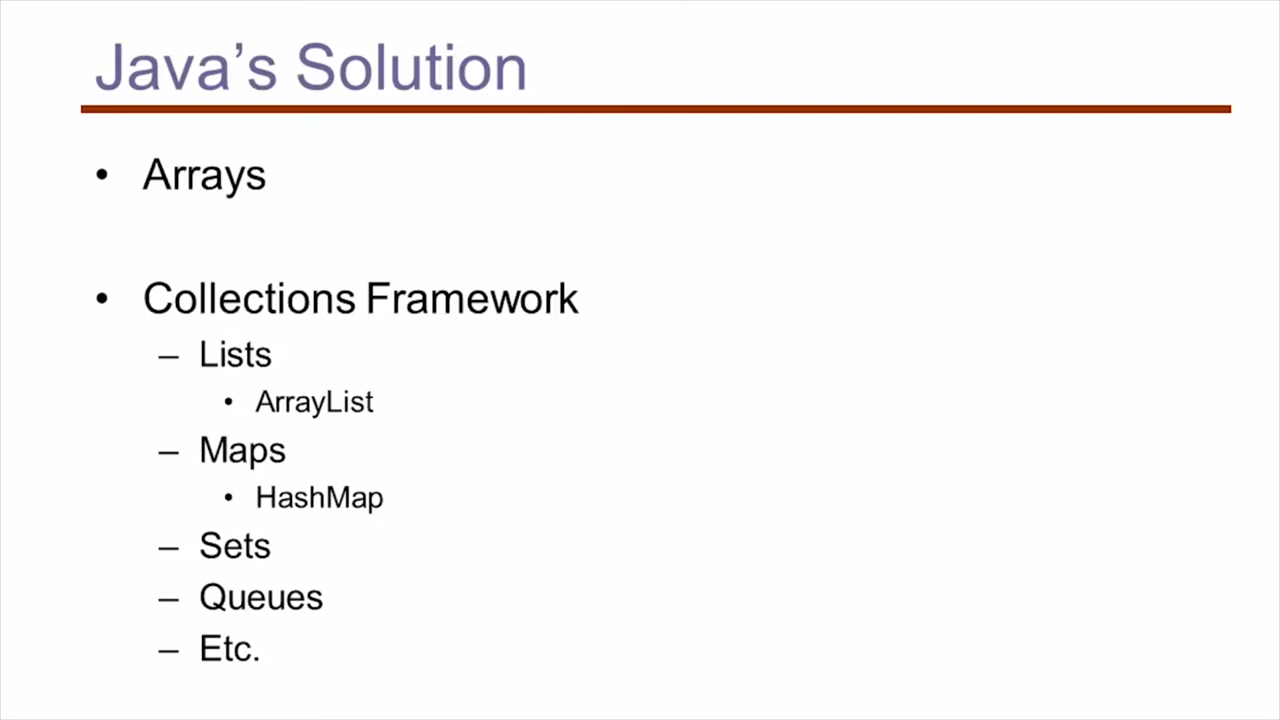 Java’s Solution
• Arrays
• Collections Framework
– Lists
• ArrayList
– Maps
• HashMap
– Sets
– Queues
– Etc.